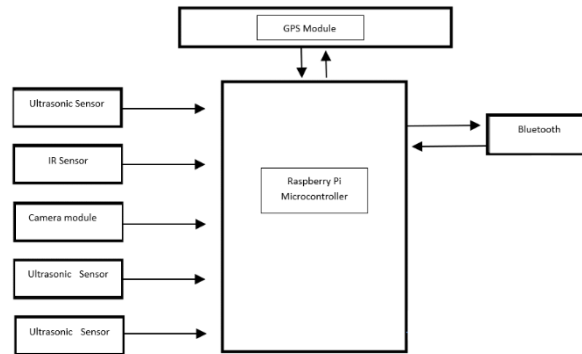 GPS Module
Ultrasonic Sensor
IR Sensor
Camera module
Ultrasonic Sensor
Ultrasonic Sensor
Raspberry Pi
Microcontroller
Bluetooth